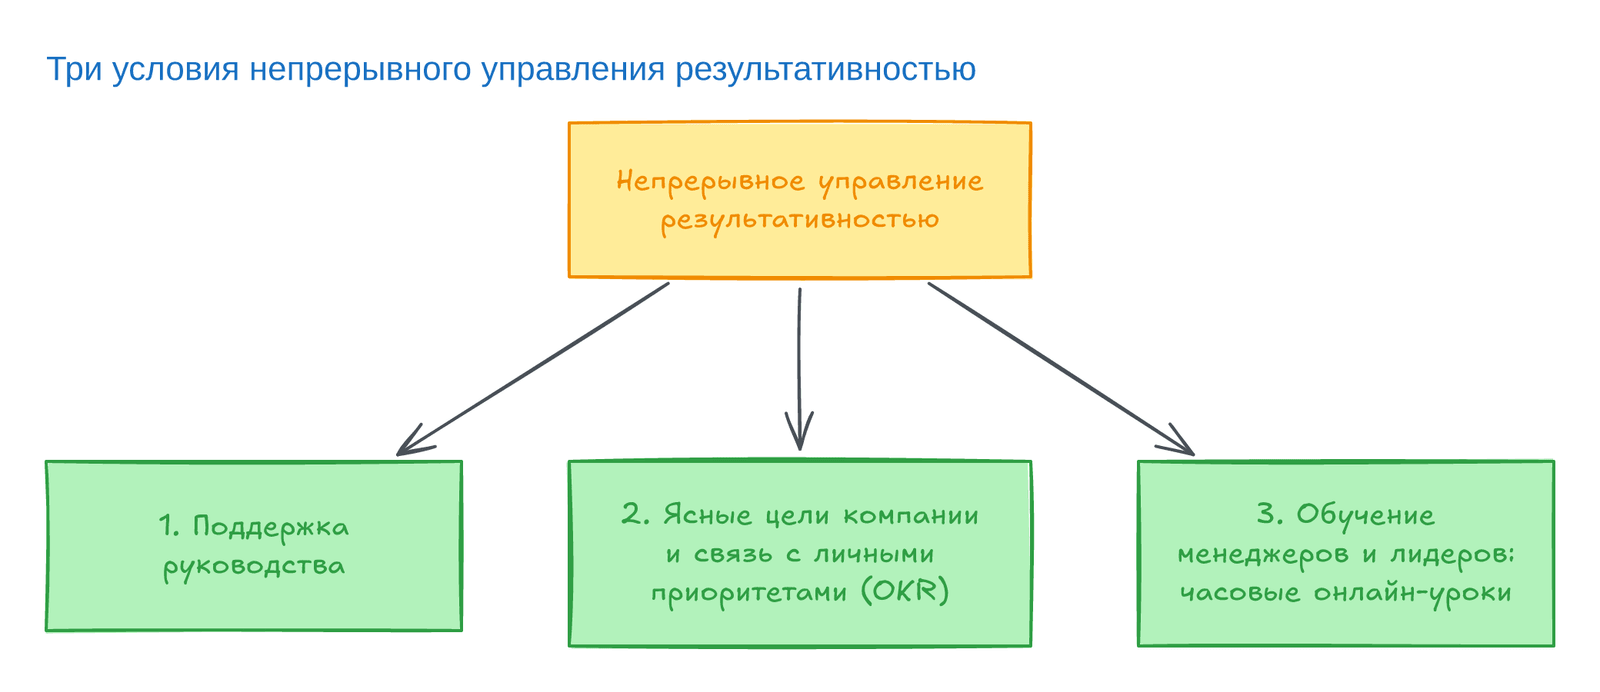 Три условия непрерывного управления результативностью
Непрерывное управление
результативностью
1. Поддержка
руководства
2. Ясные цели компании
и связь с личными
приоритетами (OKR)
3. Обучение
менеджеров и лидеров:
часовые онлайн-уроки